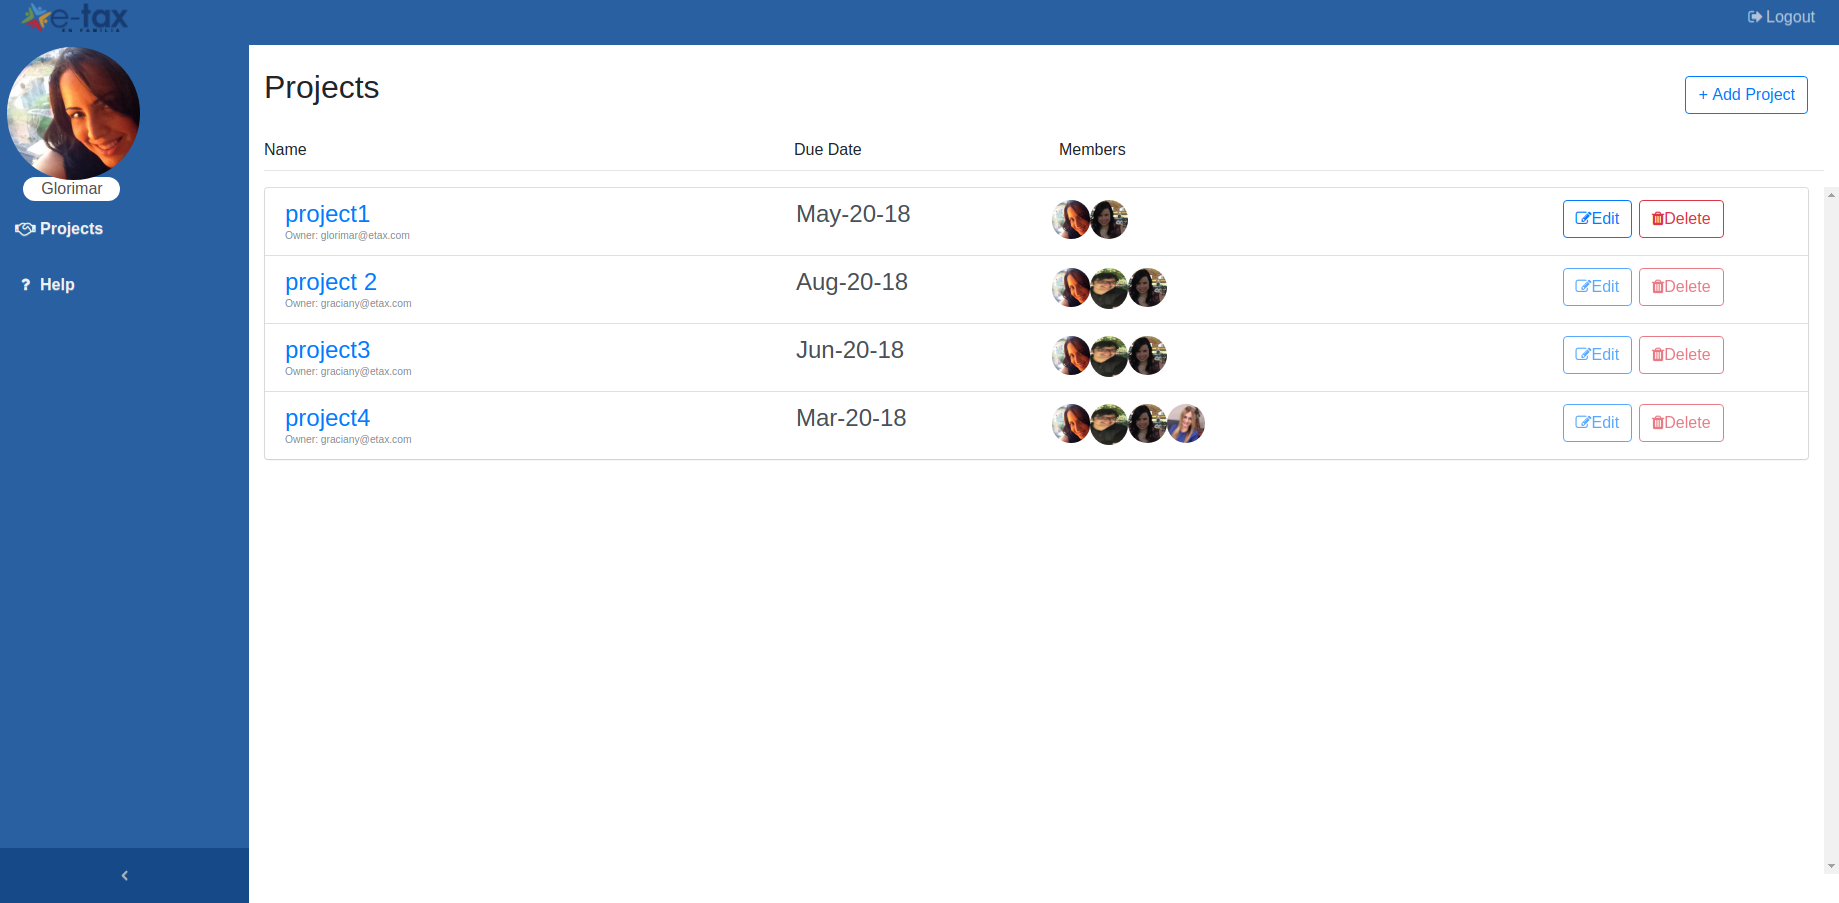 e-tax
EN FAMILIA
Logout
Glorimar
Projects
? Help
Projects
+ Add Project
Name Due Date Members
project1 May-20-18 Edit Delete
Owner: glorimar@etax.com
project 2 Aug-20-18 Edit Delete
Owner: graciany@etax.com
project3 Jun-20-18 Edit Delete
Owner: graciany@etax.com
project4 Mar-20-18 Edit Delete
Owner: graciany@etax.com